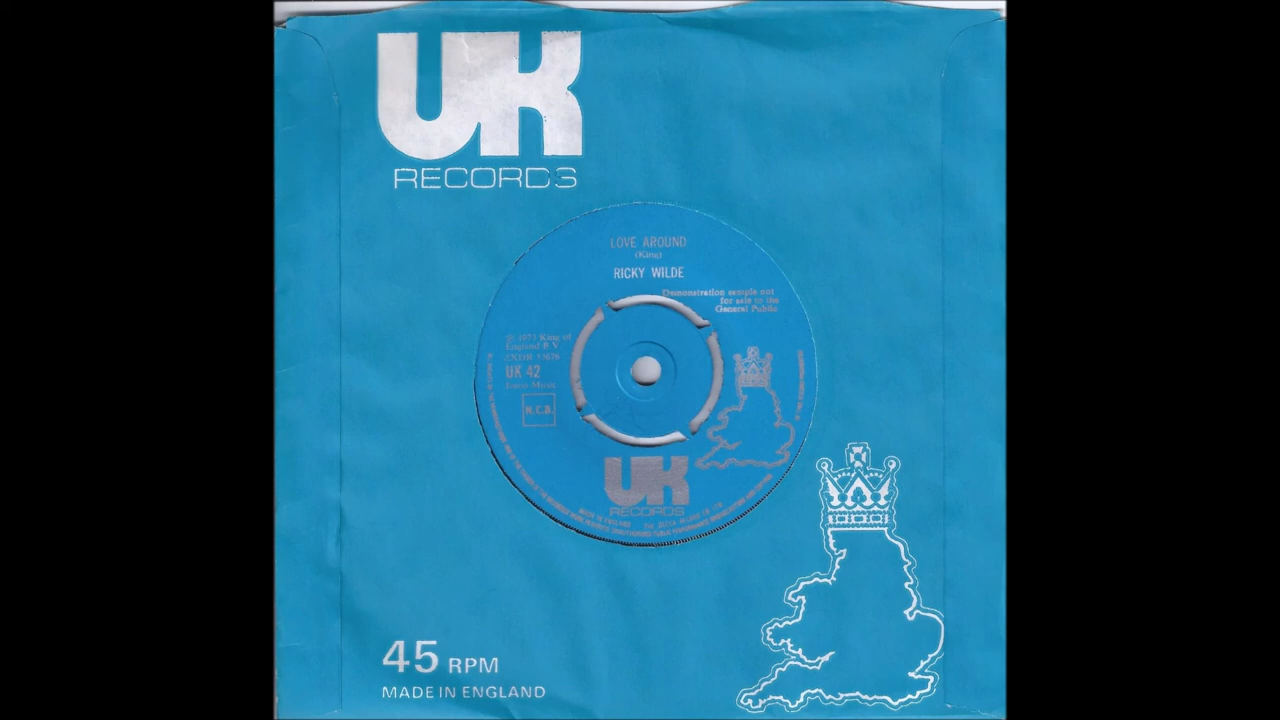 UK
RECORDS
LOVE AROUND
(King)
RICKY WILDE
Demonstration sample not
for sale to the
General Public
King of
England B.V.
UK 42
Music
N.C.B.
UK
RECORDS
MADE IN ENGLAND
45 RPM
MADE IN ENGLAND